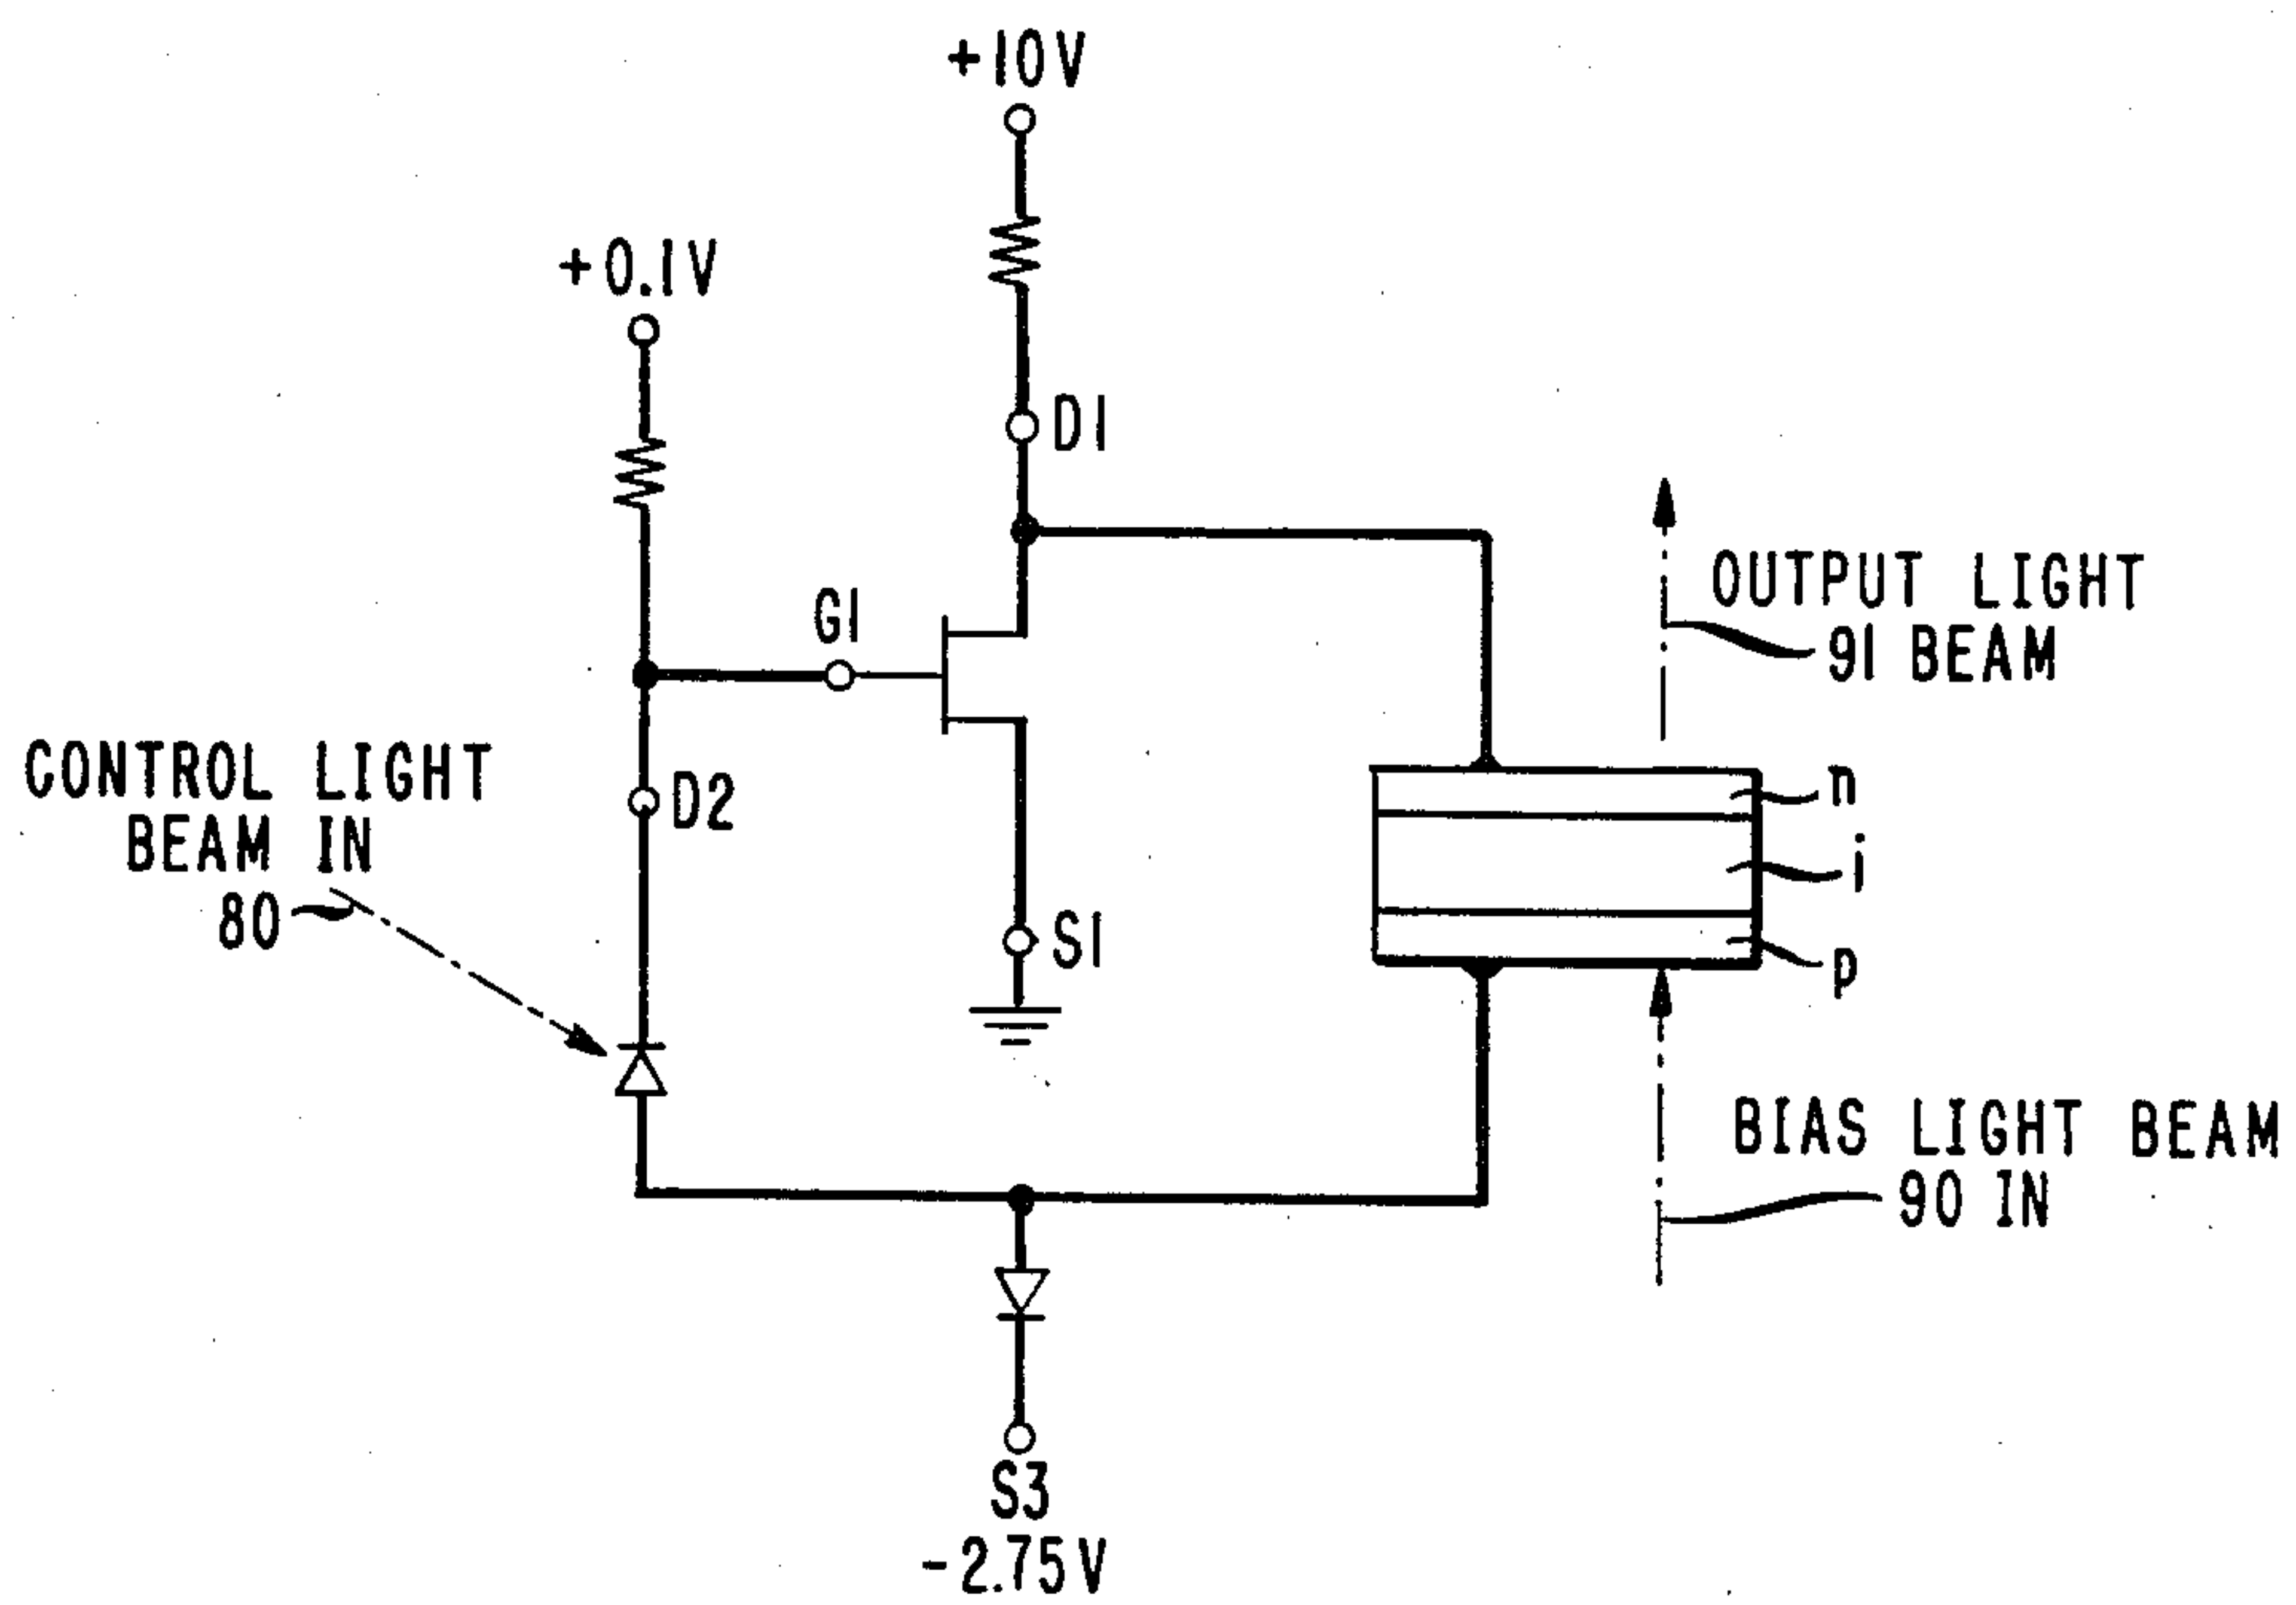 +10V
+0.1V
D1
G1
OUTPUT LIGHT
91 BEAM
CONTROL LIGHT
BEAM IN
80
D2
n
i
p
S1
BIAS LIGHT BEAM
90 IN
S3
-2.75V